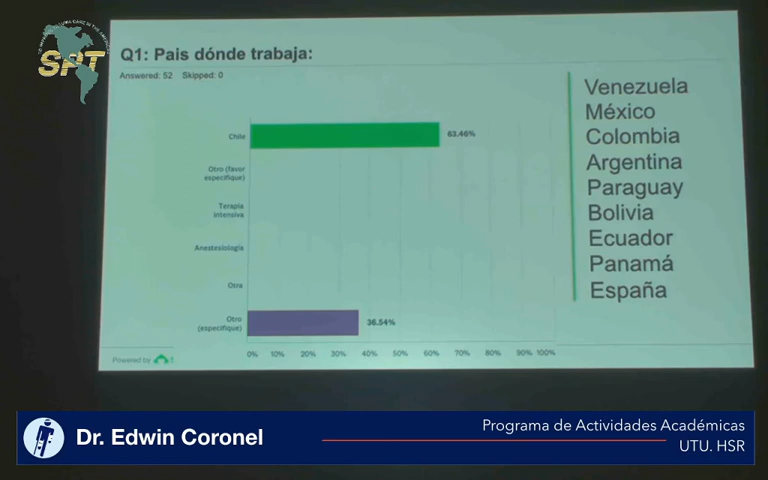 SPT
Q1: Pais dónde trabaja:
Answered: 52 Skipped: 0
Chile
63.46%
Otro (favor
especifique)
Terapia
intensiva
Anestesiología
Otra
Otro
(especifique)
36.54%
0% 10% 20% 30% 40% 50% 60% 70% 80% 90% 100%
Powered by
Venezuela
México
Colombia
Argentina
Paraguay
Bolivia
Ecuador
Panamá
España
Dr. Edwin Coronel
Programa de Actividades Académicas
UTU. HSR